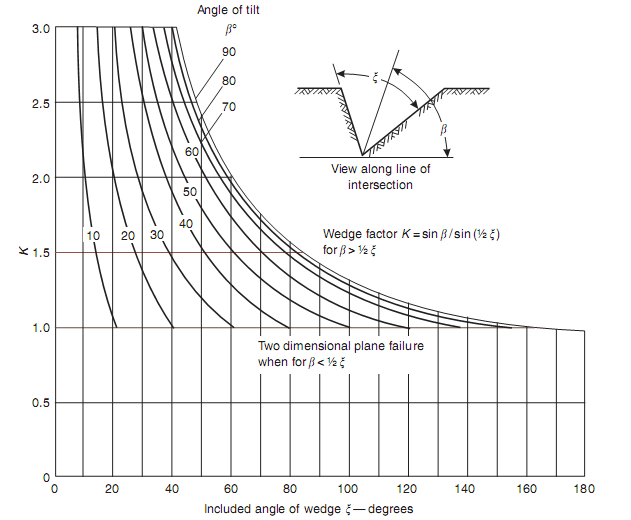 Angle of tilt
β°
90
80
70
60
50
40
10 20 30
ξ
β
View along line of
intersection
Wedge factor K = sin β/sin (½ ξ)
for β > ½ ξ
Two dimensional plane failure
when for β < ½ ξ
K
3.0
2.5
2.0
1.5
1.0
0.5
0
0 20 40 60 80 100 120 140 160 180
Included angle of wedge ξ — degrees